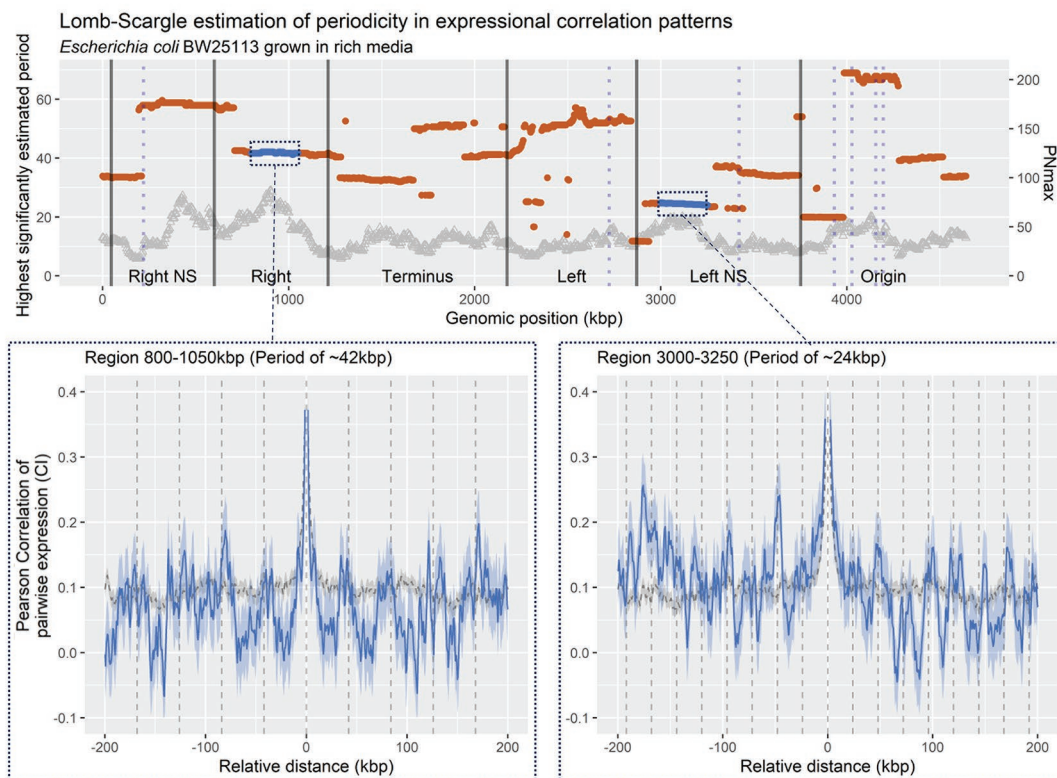 Lomb-Scargle estimation of periodicity in expressional correlation patterns
Escherichia coli BW25113 grown in rich media
Highest significantly estimated period
60
40
20
0
200
150
100
50
0
PNmax
Right NS
Right
Terminus
Left
Left NS
Origin
0
1000
2000
3000
4000
Genomic position (kbp)
Region 800-1050kbp (Period of ~42kbp)
Pearson Correlation of
pairwise expression (CI)
0.4
0.3
0.2
0.1
0.0
-0.1
-200
-100
0
100
200
Relative distance (kbp)
Region 3000-3250 (Period of ~24kbp)
0.4
0.3
0.2
0.1
0.0
-0.1
-200
-100
0
100
200
Relative distance (kbp)